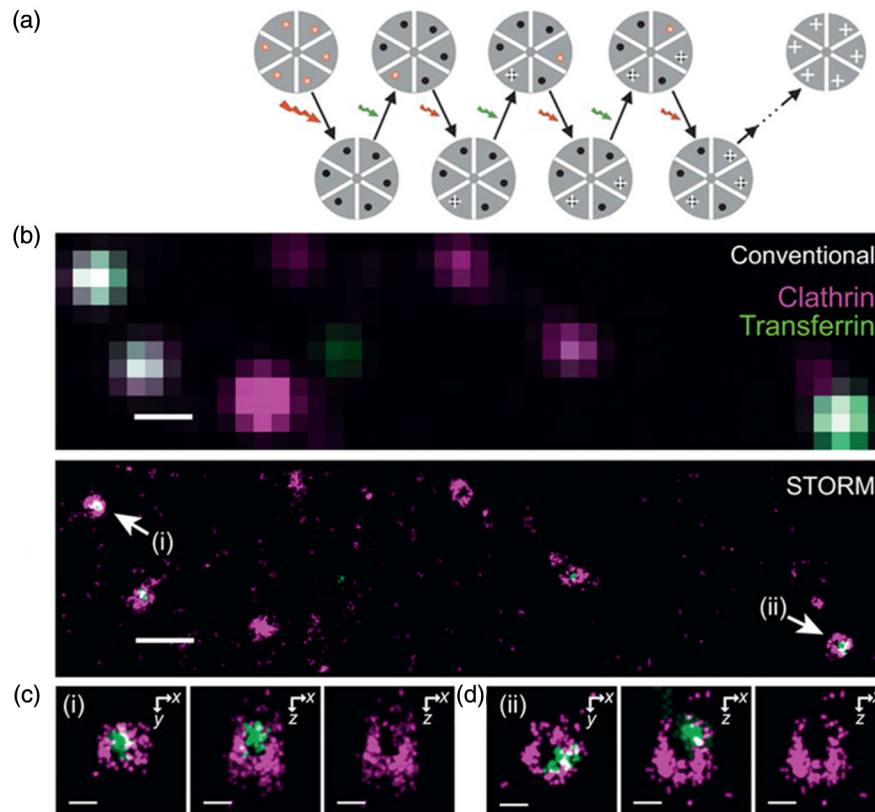 (a)
(b)
Conventional
Clathrin
Transferrin
STORM
(i)
(ii)
(c)
(i)
x
y
x
z
x
z
(d)
(ii)
x
y
x
z
x
z